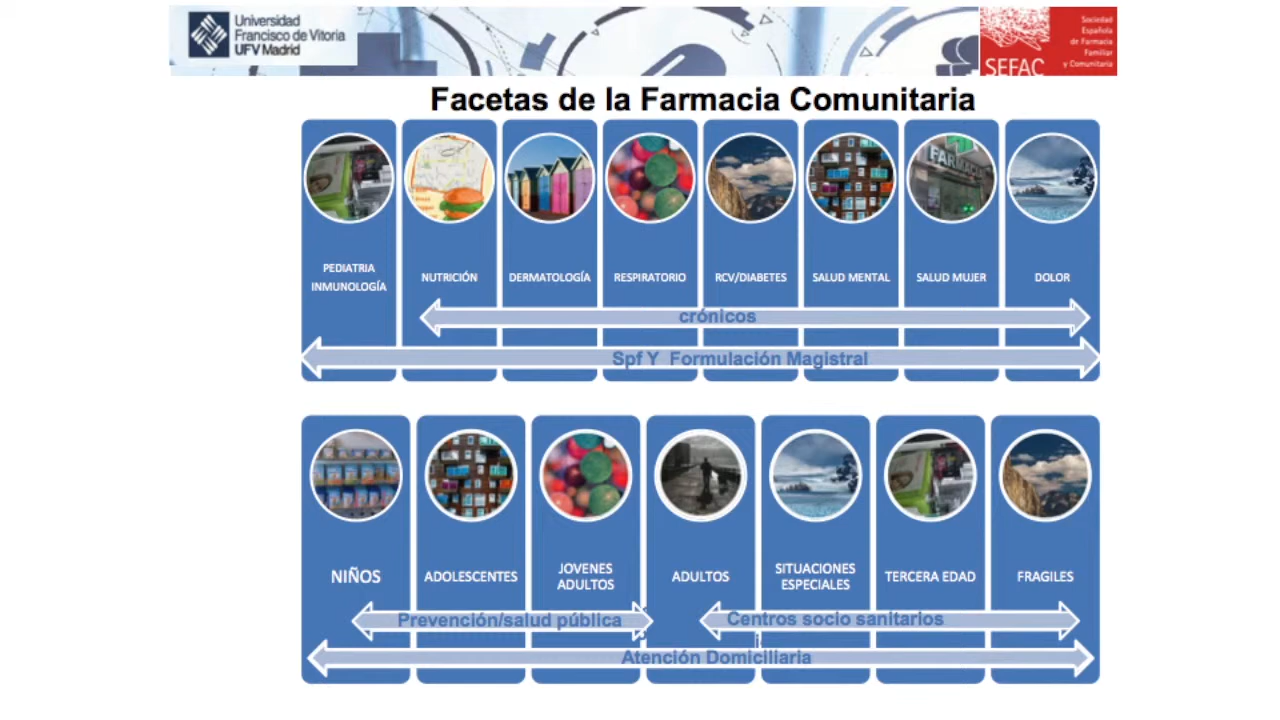 Universidad
Francisco de Vitoria
UFV Madrid
SEFAC
Sociedad
Española
de Farmacia
Familiar
y Comunitaria
Facetas de la Farmacia Comunitaria
FARMACIA
PEDIATRIA
INMUNOLOGÍA
NUTRICIÓN
DERMATOLOGÍA
RESPIRATORIO
RCV/DIABETES
SALUD MENTAL
SALUD MUJER
DOLOR
crónicos
Spf Y Formulación Magistral
NIÑOS
ADOLESCENTES
JOVENES
ADULTOS
ADULTOS
SITUACIONES
ESPECIALES
TERCERA EDAD
FRAGILES
Prevención/salud pública
Centros socio sanitarios
Atención Domiciliaria